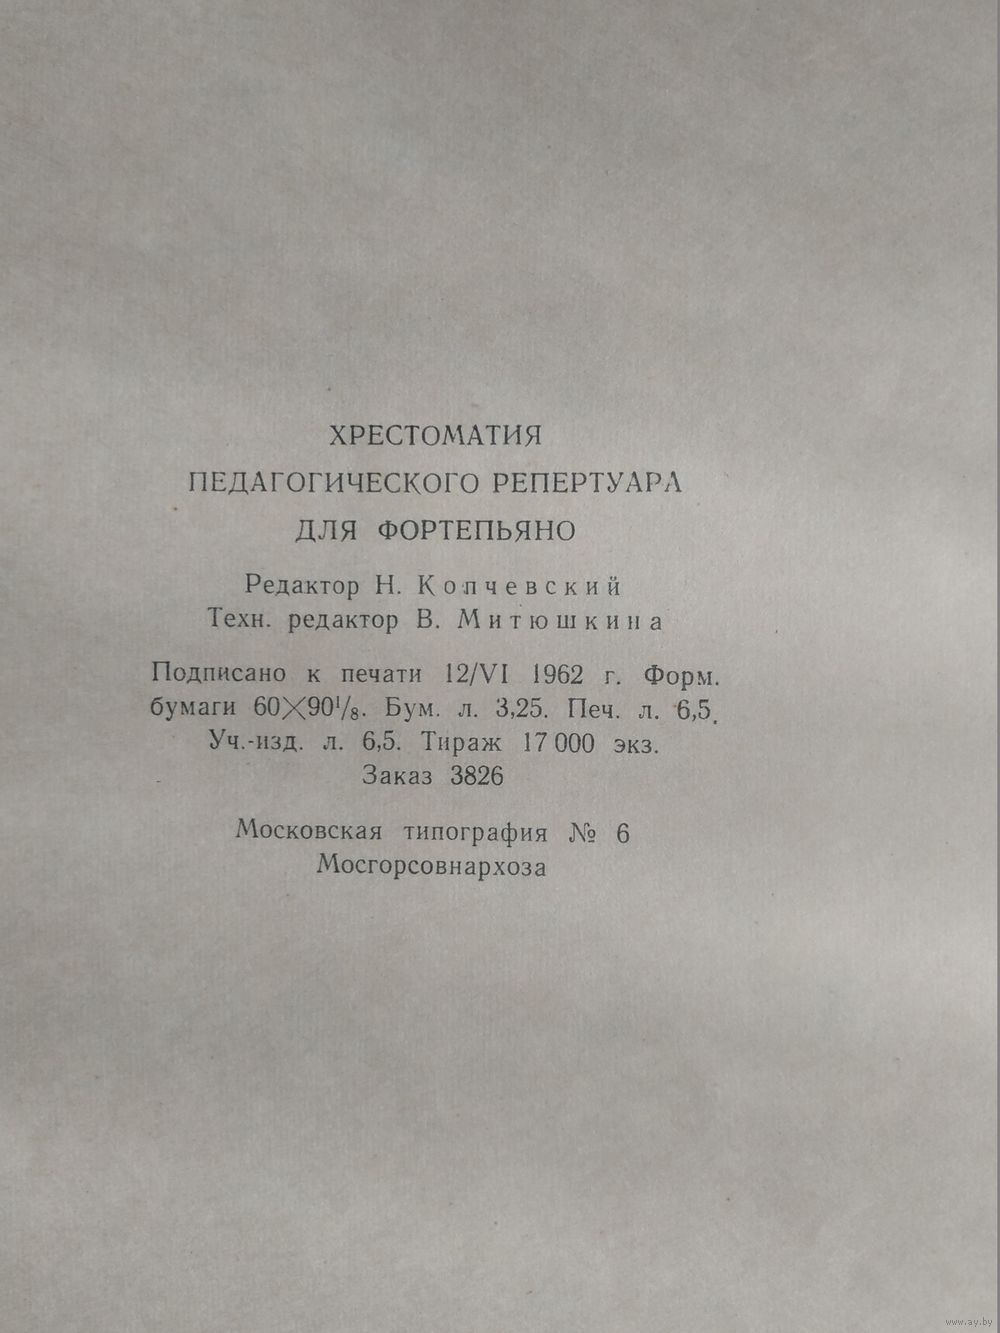 ХРЕСТОМАТИЯ
ПЕДАГОГИЧЕСКОГО РЕПЕРТУАРА
ДЛЯ ФОРТЕПЬЯНО
Редактор Н. Копчевский
Техн. редактор В. Митюшкина
Подписано к печати 12/VI 1962 г. Форм.
бумаги 60×90¹/₈. Бум. л. 3,25. Печ. л. 6,5.
Уч.-изд. л. 6,5. Тираж 17 000 экз.
Заказ 3826
Московская типография № 6
Мосгорсовнархоза
www.ay.by